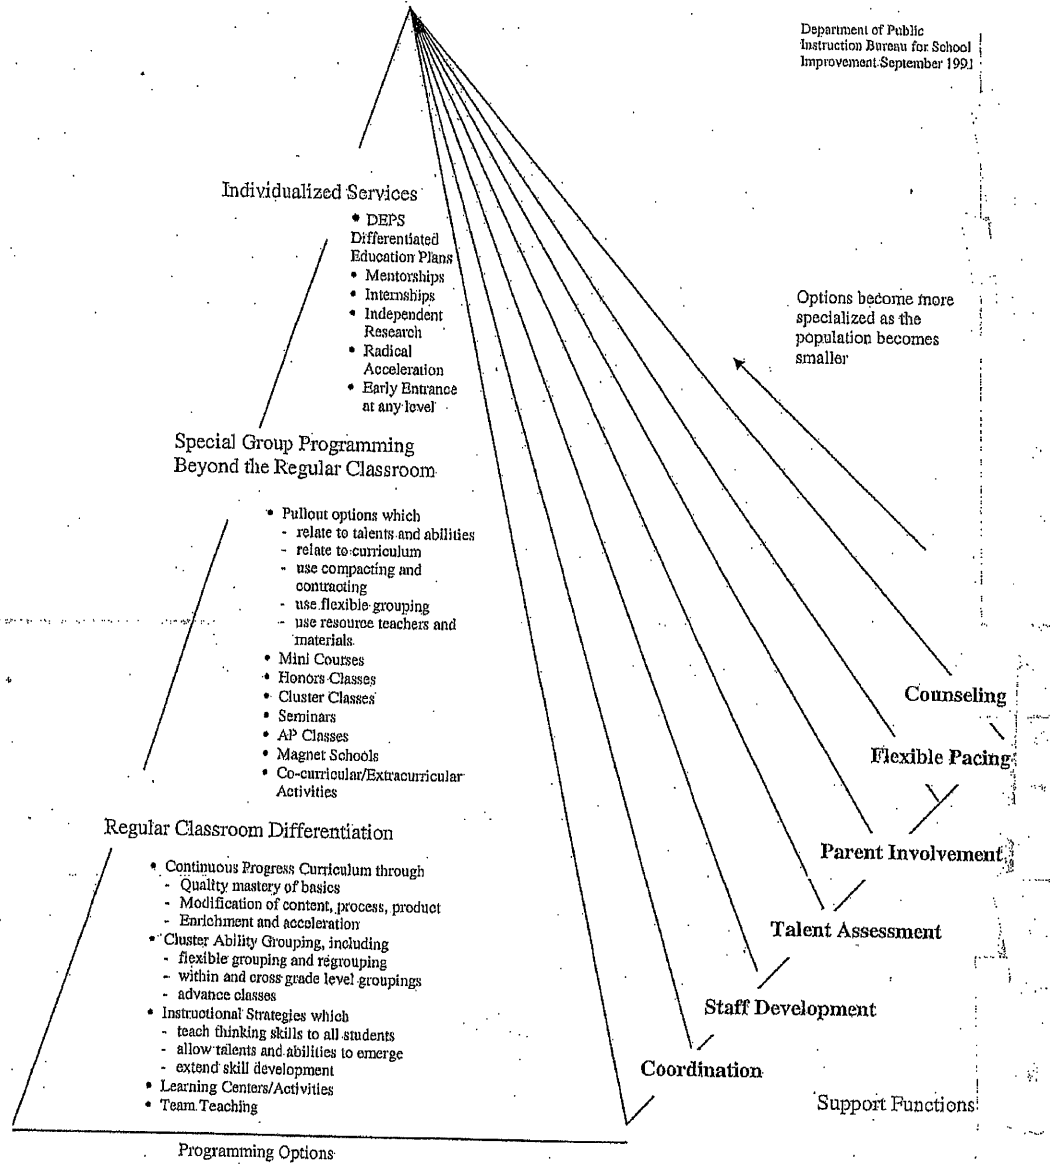 Department of Public
Instruction Bureau for School
Improvement September 1991
Individualized Services
• DEPS
Differentiated
Education Plans
• Mentorships
• Internships
• Independent
Research
• Radical
Acceleration
• Early Entrance
at any level
Options become more
specialized as the
population becomes
smaller
Special Group Programming
Beyond the Regular Classroom
• Pullout options which
- relate to talents and abilities
- relate to curriculum
- use compacting and
contracting
- use flexible grouping
- use resource teachers and
materials
• Mini Courses
• Honors Classes
• Cluster Classes
• Seminars
• AP Classes
• Magnet Schools
• Co-curricular/Extracurricular
Activities
Regular Classroom Differentiation
• Continuous Progress Curriculum through
- Quality mastery of basics
- Modification of content, process, product
- Enrichment and acceleration
• Cluster Ability Grouping, including
- flexible grouping and regrouping
- within and cross grade level groupings
- advance classes
• Instructional Strategies which
- teach thinking skills to all students
- allow talents and abilities to emerge
- extend skill development
• Learning Centers/Activities
• Team Teaching
Programming Options
Counseling
Flexible Pacing
Parent Involvement
Talent Assessment
Staff Development
Coordination
Support Functions